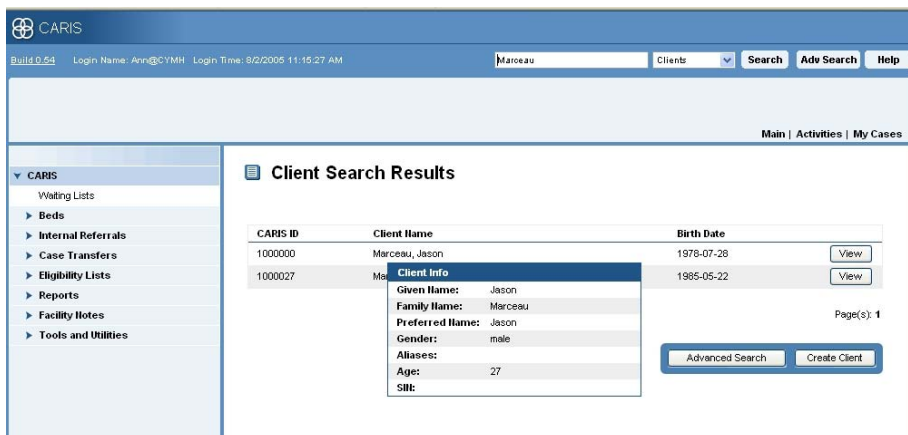 CARIS
Build 0.54 Login Name: Ann@CYMH Login Time: 8/2/2005 11:15:27 AM Marceau Clients Search Adv Search Help
Main | Activities | My Cases
CARIS
Waiting Lists
Beds
Internal Referrals
Case Transfers
Eligibility Lists
Reports
Facility Notes
Tools and Utilities
Client Search Results
CARIS ID Client Name Birth Date
1000000 Marceau, Jason 1978-07-28 View
1000027 1985-05-22 View
Client Info
Given Name: Jason
Family Name: Marceau
Preferred Name: Jason
Gender: male
Aliases:
Age: 27
SIN:
Page(s): 1
Advanced Search Create Client